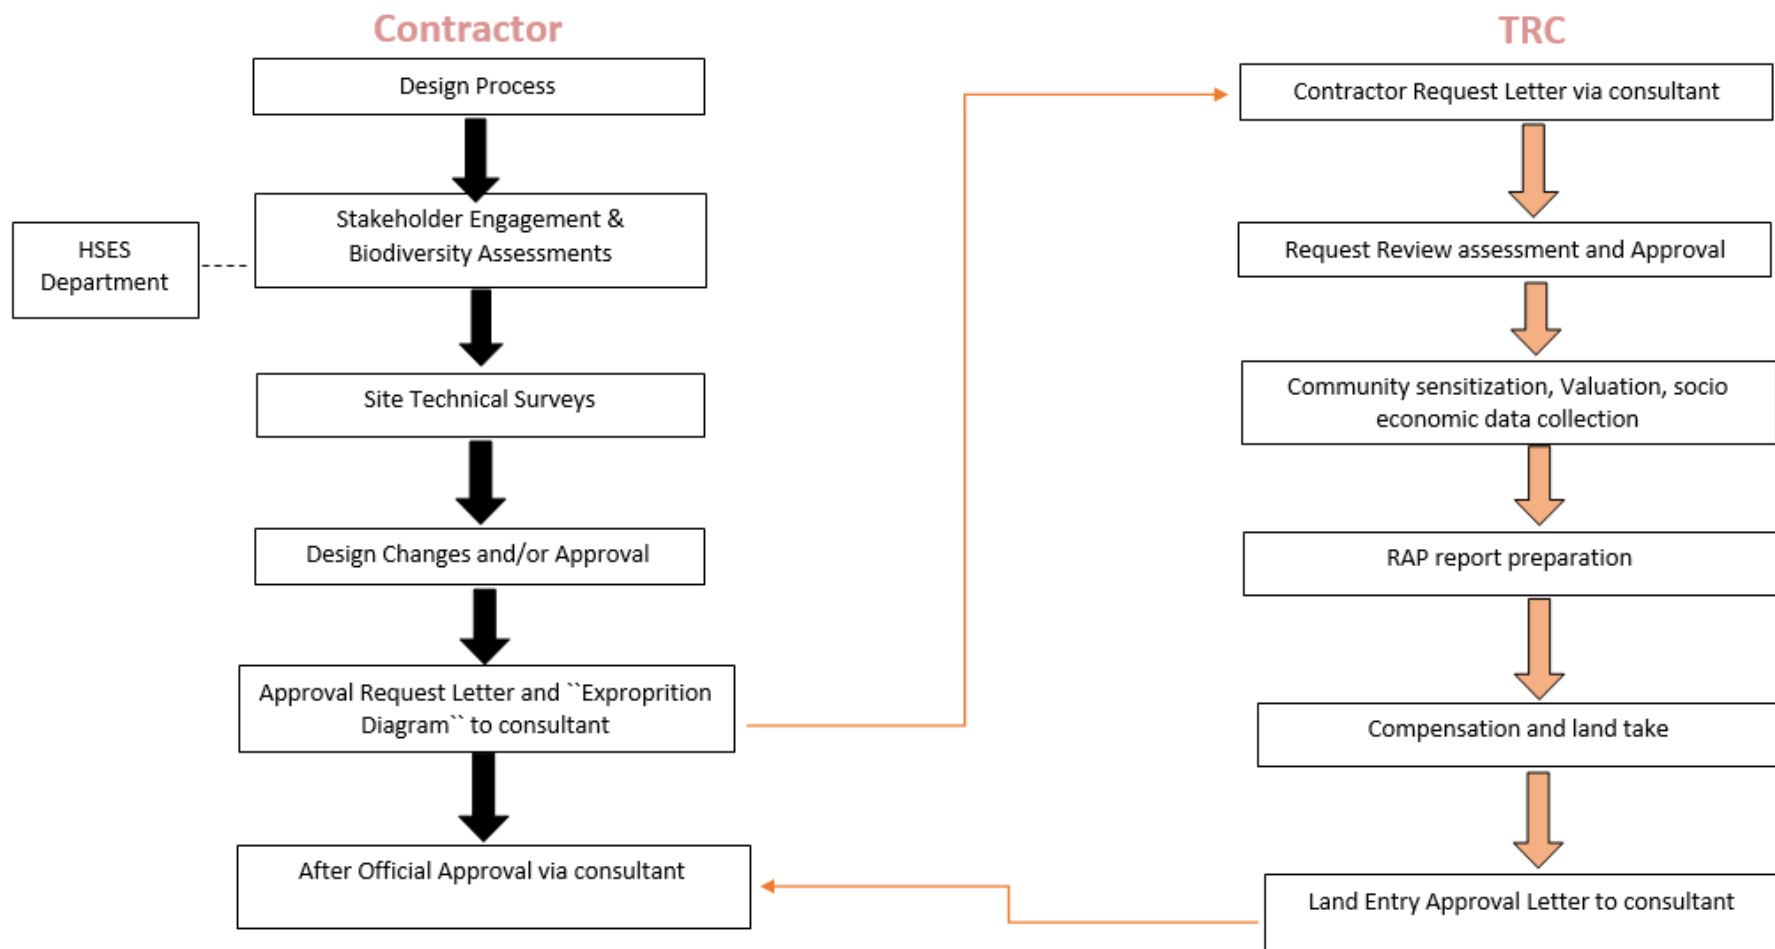 Contractor
Design Process
Stakeholder Engagement &
Biodiversity Assessments
HSES
Department
Site Technical Surveys
Design Changes and/or Approval
Approval Request Letter and ``Exproprition
Diagram`` to consultant
After Official Approval via consultant
TRC
Contractor Request Letter via consultant
Request Review assessment and Approval
Community sensitization, Valuation, socio
economic data collection
RAP report preparation
Compensation and land take
Land Entry Approval Letter to consultant